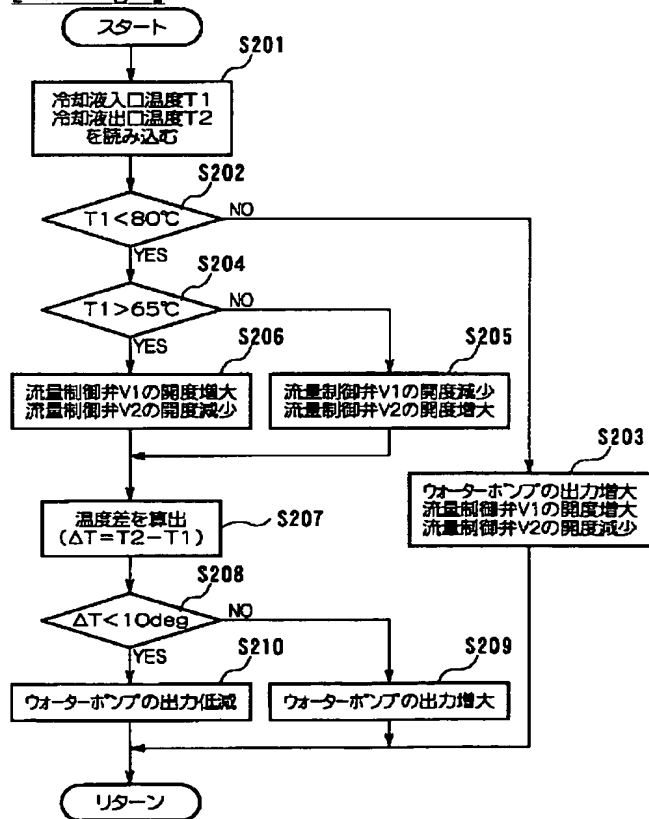 スタート
S201
冷却液入口温度T1
冷却液出口温度T2
を読み込む
S202
T1<80℃
NO
YES
S204
T1>65℃
NO
YES
S206
流量制御弁V1の開度増大
流量制御弁V2の開度減少
S205
流量制御弁V1の開度減少
流量制御弁V2の開度増大
S203
ウォーターポンプの出力増大
流量制御弁V1の開度増大
流量制御弁V2の開度減少
S207
温度差を算出
(ΔT=T2-T1)
S208
ΔT<10deg
NO
YES
S210
ウォーターポンプの出力低減
S209
ウォーターポンプの出力増大
リターン